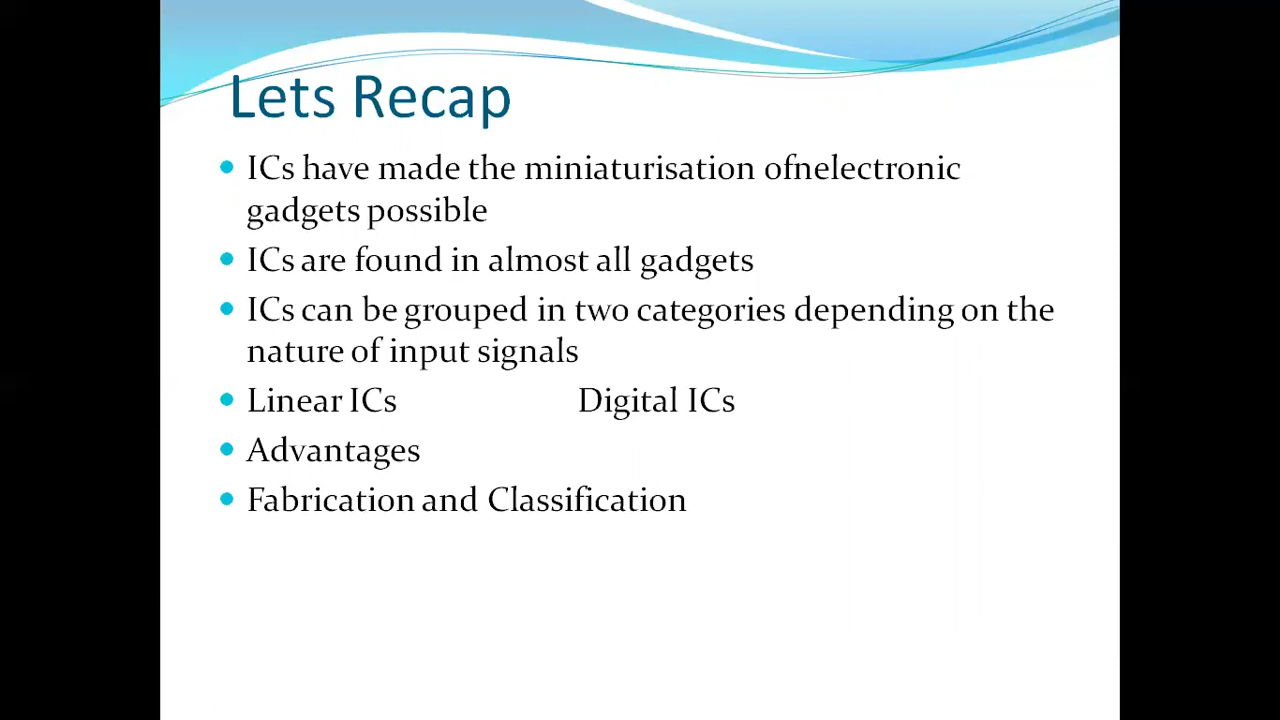 Lets Recap
ICs have made the miniaturisation ofnelectronic
gadgets possible
ICs are found in almost all gadgets
ICs can be grouped in two categories depending on the
nature of input signals
Linear ICs Digital ICs
Advantages
Fabrication and Classification